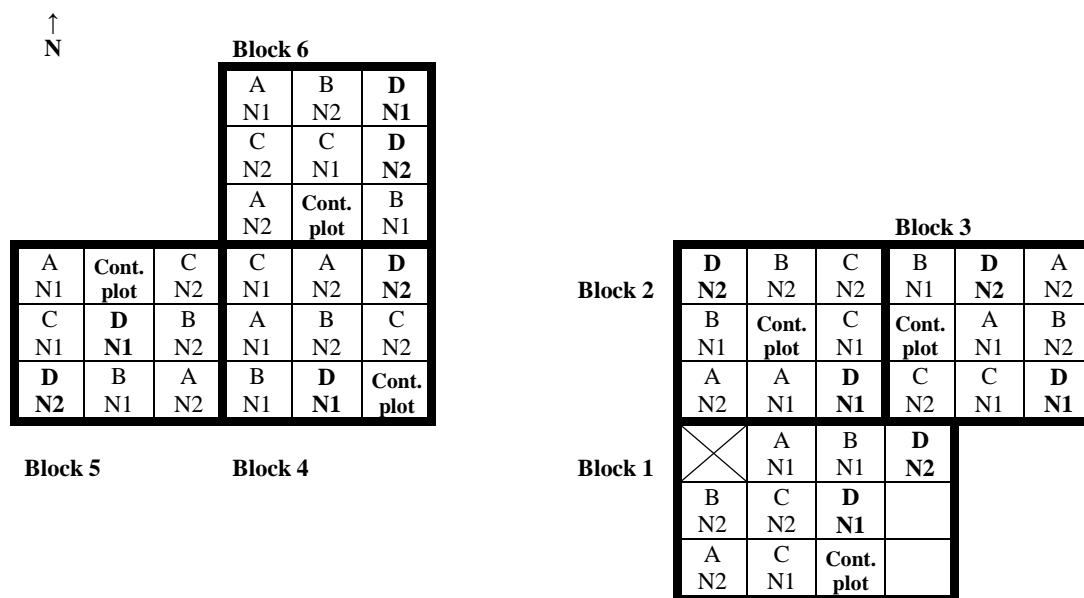 ↑
N
Block 6
A B D
N1 N2 N1
C C D
N2 N1 N2
A Cont. B
N2 plot N1
Block 3
A Cont. C C A D
N1 plot N2 N1 N2 N2
C D B A B C
N1 N1 N2 N1 N2 N2
D B A B D Cont.
N2 N1 N2 N1 N1 plot
Block 5 Block 4
Block 2
D B C B D A
N2 N2 N2 N1 N2 N2
B Cont. C Cont. A B
N1 plot N1 plot N1 N2
A A D C C D
N2 N1 N1 N2 N1 N1
Block 1
A B D
N1 N1 N2
B C D
N2 N2 N1
A C Cont.
N2 N1 plot